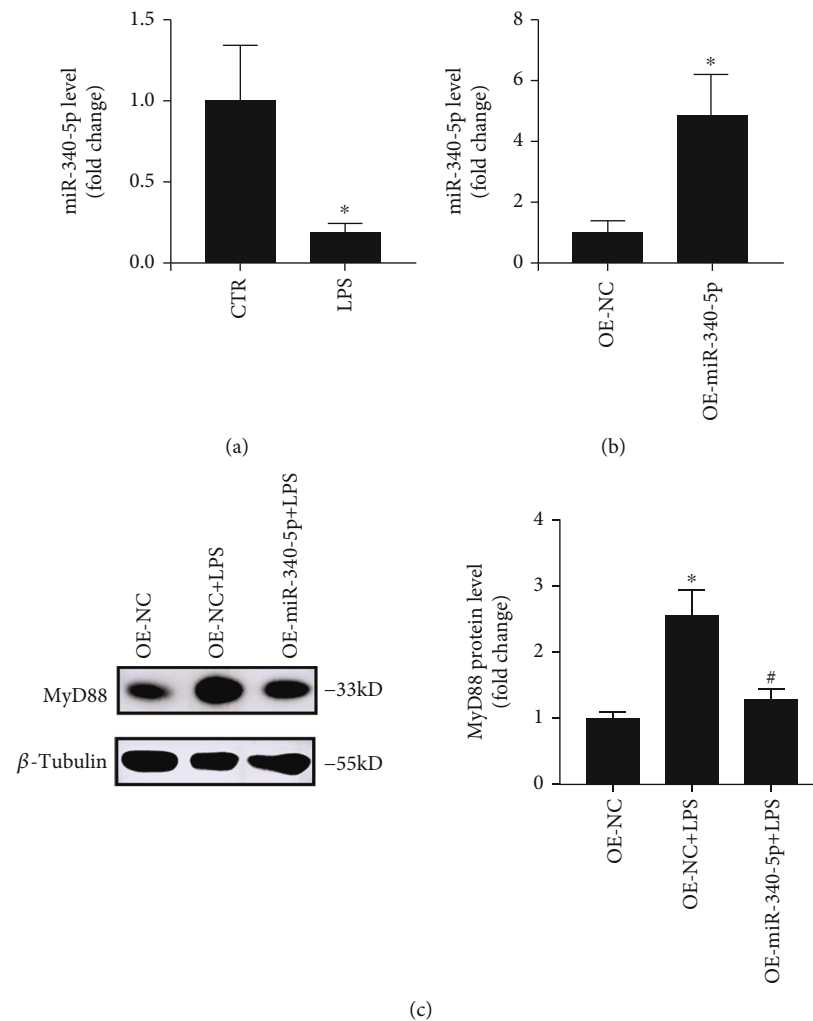 miR-340-5p level
(fold change)
1.5
1.0
0.5
0.0
*
CTR
LPS
(a)
miR-340-5p level
(fold change)
8
6
4
2
0
*
OE-NC
OE-miR-340-5p
(b)
OE-NC
OE-NC+LPS
OE-miR-340-5p+LPS
MyD88
–33kD
β-Tubulin
–55kD
MyD88 protein level
(fold change)
4
3
2
1
0
*
#
OE-NC
OE-NC+LPS
OE-miR-340-5p+LPS
(c)